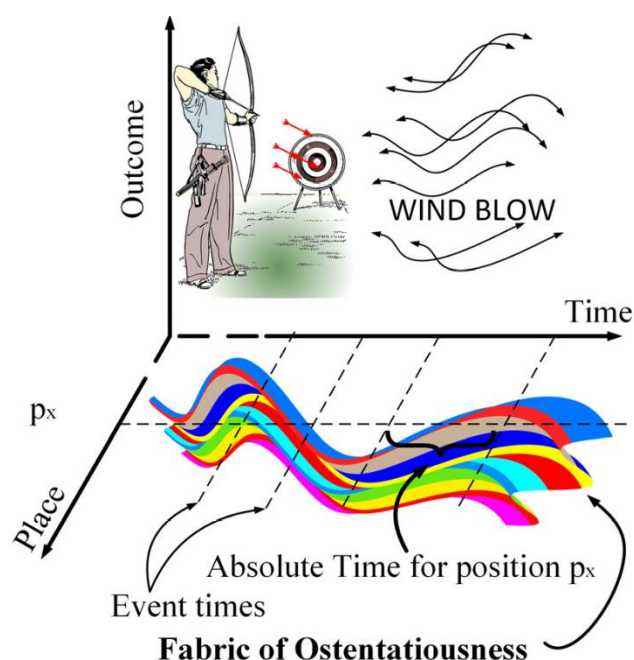 Outcome
WIND BLOW
Time
px
Place
Absolute Time for position px
Event times
Fabric of Ostentatiousness